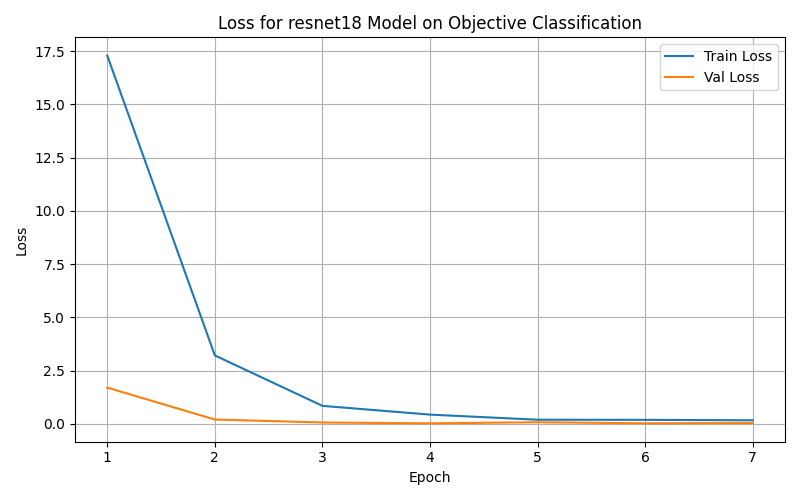 Loss for resnet18 Model on Objective Classification
Train Loss
Val Loss
17.5
15.0
12.5
10.0
7.5
5.0
2.5
0.0
Loss
1 2 3 4 5 6 7
Epoch